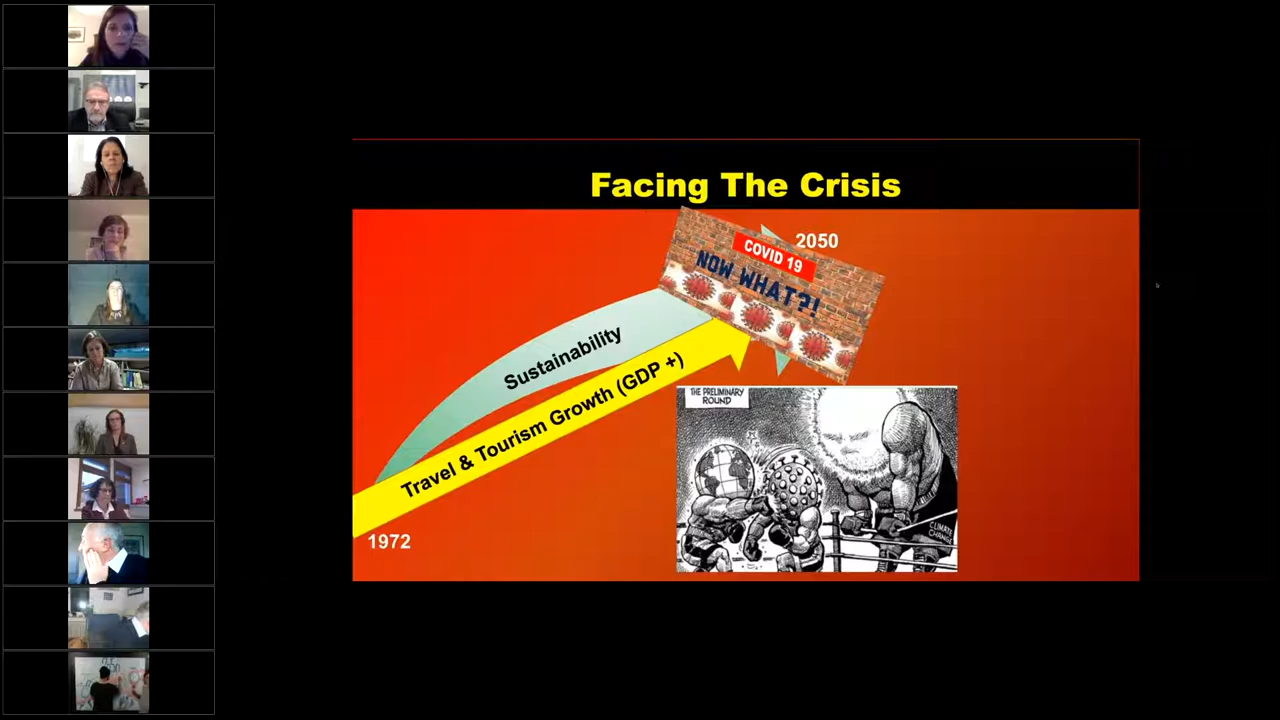 Facing The Crisis
2050
COVID 19
NOW WHAT?!
Sustainability
Travel & Tourism Growth (GDP +)
1972
THE PRELIMINARY
ROUND
CLIMATE
CHANGE